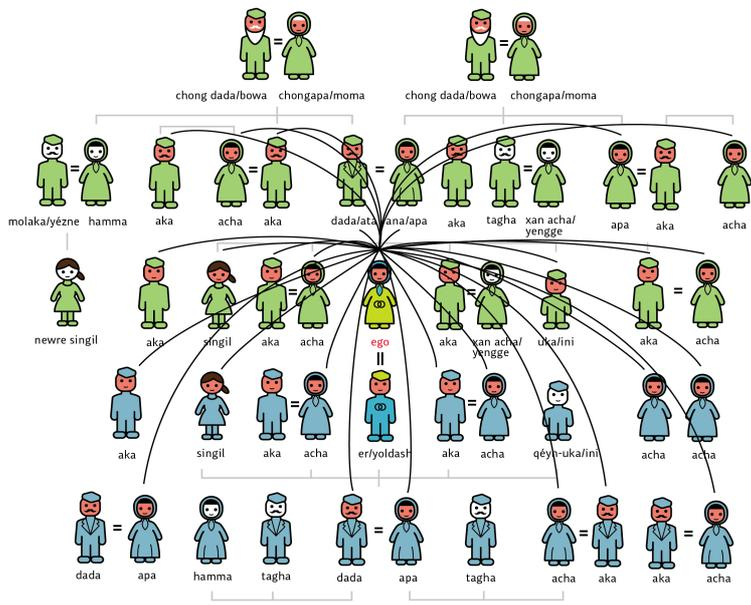 chong dada/bowa chongapa/moma chong dada/bowa chongapa/moma
molaka/yézne hamma aka acha aka dada/ata ana/apa aka tagha xan acha/
yengge apa aka acha
newre singil aka singil aka acha ego aka xan acha/
yengge uka/ini aka acha
aka singil aka acha er/yoldash aka acha qéyn-uka/ini acha acha
dada apa hamma tagha dada apa tagha acha aka aka acha